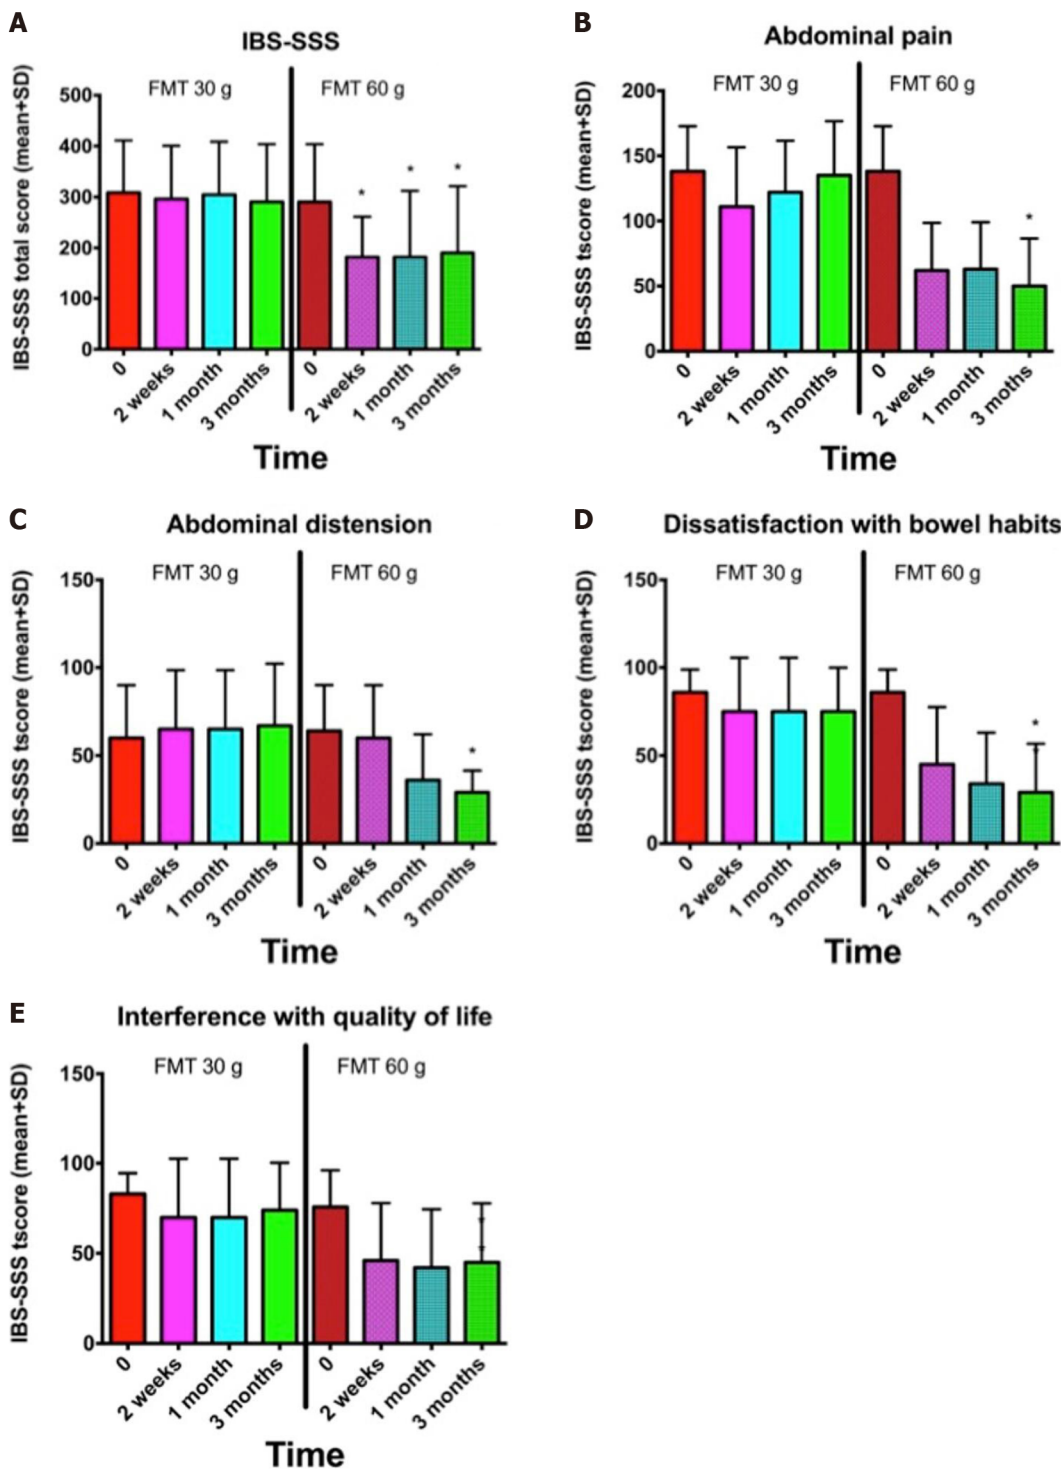 A
IBS-SSS
IBS-SSS total score (mean+SD)
FMT 30 g
FMT 60 g
500
400
300
200
100
0
*
*
*
0
2 weeks
1 month
3 months
0
2 weeks
1 month
3 months
Time
B
Abdominal pain
IBS-SSS tscore (mean+SD)
FMT 30 g
FMT 60 g
200
150
100
50
0
*
0
2 weeks
1 month
3 months
0
2 weeks
1 month
3 moths
Time
C
Abdominal distension
IBS-SSS tscore (mean+SD)
FMT 30 g
FMT 60 g
150
100
50
0
*
0
2 weeks
1 month
3 months
0
2 weeks
1 month
3 months
Time
D
Dissatisfaction with bowel habits
IBS-SSS tscore (mean+SD)
FMT 30 g
FMT 60 g
150
100
50
0
*
*
0
2 weeks
1 month
3 months
0
2 weeks
1 month
3 months
Time
E
Interference with quality of life
IBS-SSS tscore (mean+SD)
FMT 30 g
FMT 60 g
150
100
50
0
*
*
0
2 weeks
1 month
3 months
0
2 weeks
1 month
3 months
Time